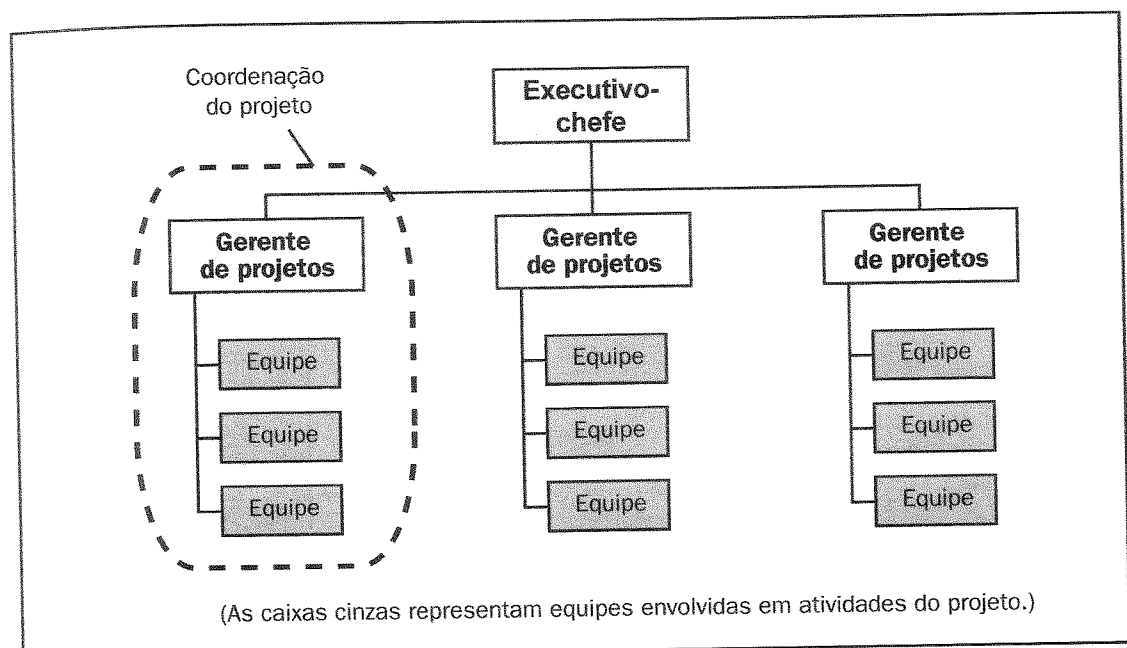 Coordenação
do projeto
Executivo-
chefe
Gerente
de projetos
Gerente
de projetos
Gerente
de projetos
Equipe
Equipe
Equipe
Equipe
Equipe
Equipe
Equipe
Equipe
Equipe
(As caixas cinzas representam equipes envolvidas em atividades do projeto.)